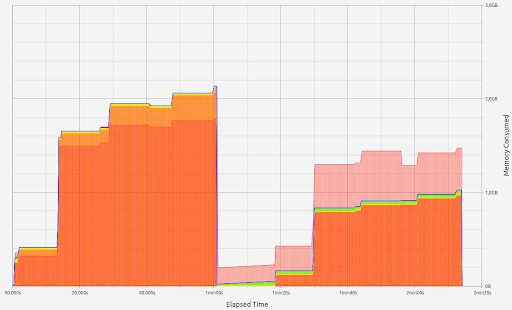 3,0GB
2,0GB
1,0GB
0B
Memory Consumed
00.000s 20.000s 40.000s 1min00s 1min20s 1min40s 2min00s 2min20s
Elapsed Time